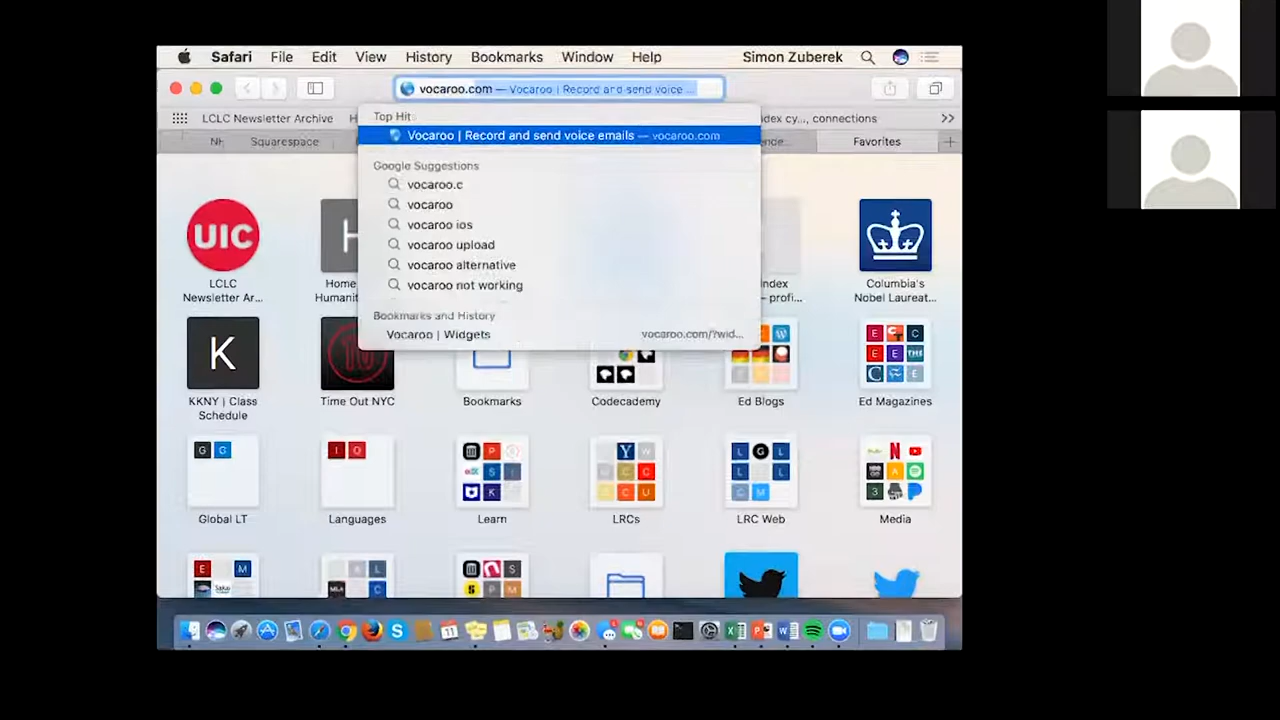 Safari File Edit View History Bookmarks Window Help Simon Zuberek
vocaroo.com — Vocaroo | Record and send voice ...
LCLC Newsletter Archive
connections
Top Hit
Vocaroo | Record and send voice emails — vocaroo.com
Squarespace
Favorites
Google Suggestions
vocaroo.c
vocaroo
vocaroo ios
vocaroo upload
vocaroo alternative
vocaroo not working
Bookmarks and History
Vocaroo | Widgets vocaroo.com/?wid...
UIC
H
LCLC
Newsletter Ar...
Home
Humanit
Columbia's
Nobel Laureat...
K
KKNY | Class
Schedule
Time Out NYC
Bookmarks
Codecademy
Ed Blogs
Ed Magazines
Global LT
Languages
Learn
LRCs
LRC Web
Media